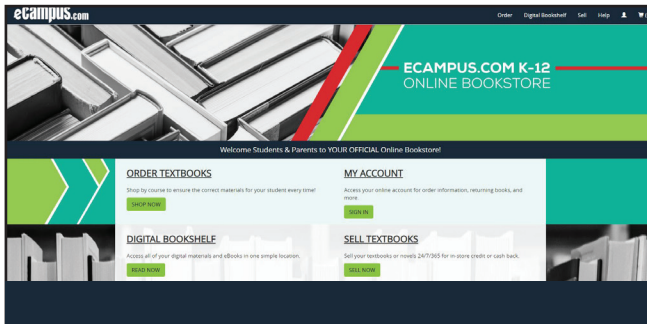 eCampus.com
Order Digital Bookshelf Sell Help
ECAMPUS.COM K-12
ONLINE BOOKSTORE
Welcome Students & Parents to YOUR OFFICIAL Online Bookstore!
ORDER TEXTBOOKS
Shop by course to ensure the correct materials for your student every time!
SHOP NOW
MY ACCOUNT
Access your online account for order information, returning books, and
more.
SIGN IN
DIGITAL BOOKSHELF
Access all of your digital materials and eBooks in one simple location.
READ NOW
SELL TEXTBOOKS
Sell your textbooks or novels 24/7/365 for in-store credit or cash back.
SELL NOW